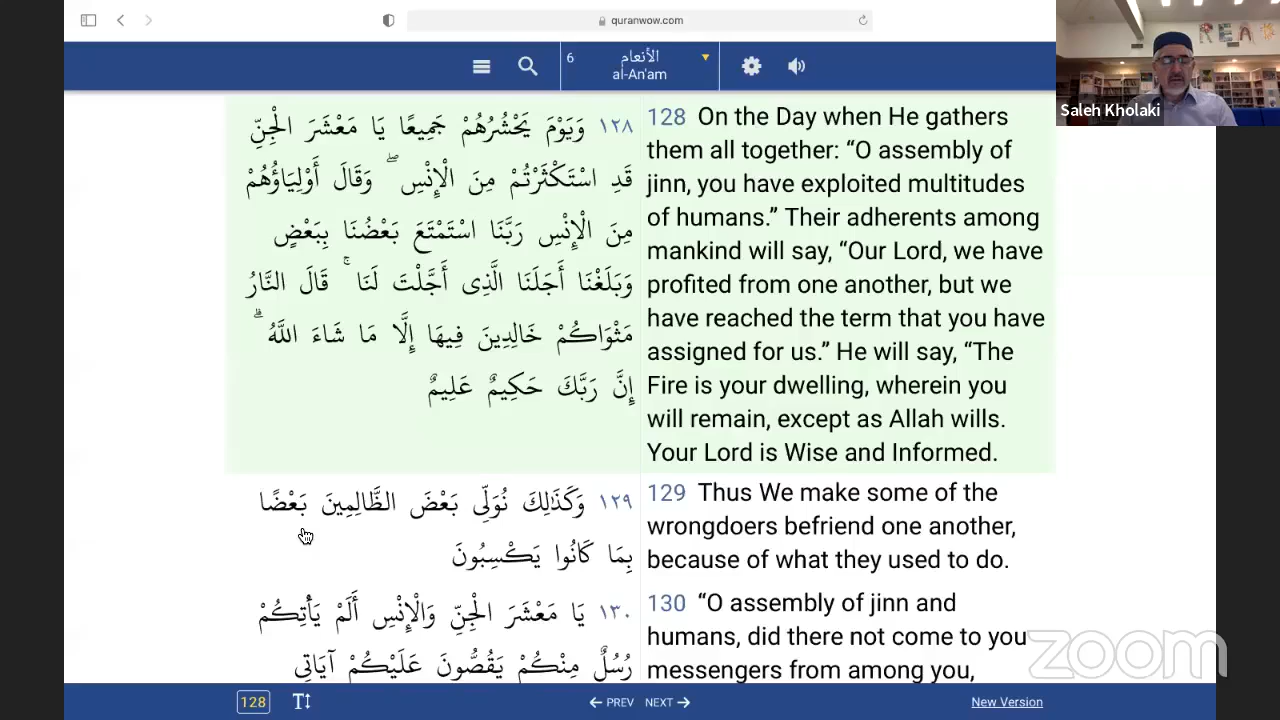 quranwow.com
6
الأنعام
al-An'am
Saleh Kholaki
١٢٨ وَيَوْمَ يَحْشُرُهُمْ جَمِيعًا يَا مَعْشَرَ الْجِنِّ
قَدِ اسْتَكْثَرْتُمْ مِنَ الْإِنْسِ ۖ وَقَالَ أَوْلِيَاؤُهُمْ
مِنَ الْإِنْسِ رَبَّنَا اسْتَمْتَعَ بَعْضُنَا بِبَعْضٍ
وَبَلَغْنَا أَجَلَنَا الَّذِى أَجَّلْتَ لَنَا ۚ قَالَ النَّارُ
مَثْوَاكُمْ خَالِدِينَ فِيهَا إِلَّا مَا شَاءَ اللَّهُ ۗ
إِنَّ رَبَّكَ حَكِيمٌ عَلِيمٌ
128 On the Day when He gathers
them all together: “O assembly of
jinn, you have exploited multitudes
of humans.” Their adherents among
mankind will say, “Our Lord, we have
profited from one another, but we
have reached the term that you have
assigned for us.” He will say, “The
Fire is your dwelling, wherein you
will remain, except as Allah wills.
Your Lord is Wise and Informed.
١٢٩ وَكَذَٰلِكَ نُوَلِّى بَعْضَ الظَّالِمِينَ بَعْضًا
بِمَا كَانُوا يَكْسِبُونَ
129 Thus We make some of the
wrongdoers befriend one another,
because of what they used to do.
١٣٠ يَا مَعْشَرَ الْجِنِّ وَالْإِنْسِ أَلَمْ يَأْتِكُمْ
رُسُلٌ مِنْكُمْ يَقُصُّونَ عَلَيْكُمْ آيَاتِى
130 “O assembly of jinn and
humans, did there not come to you
messengers from among you,
zoom
128
PREV NEXT
New Version